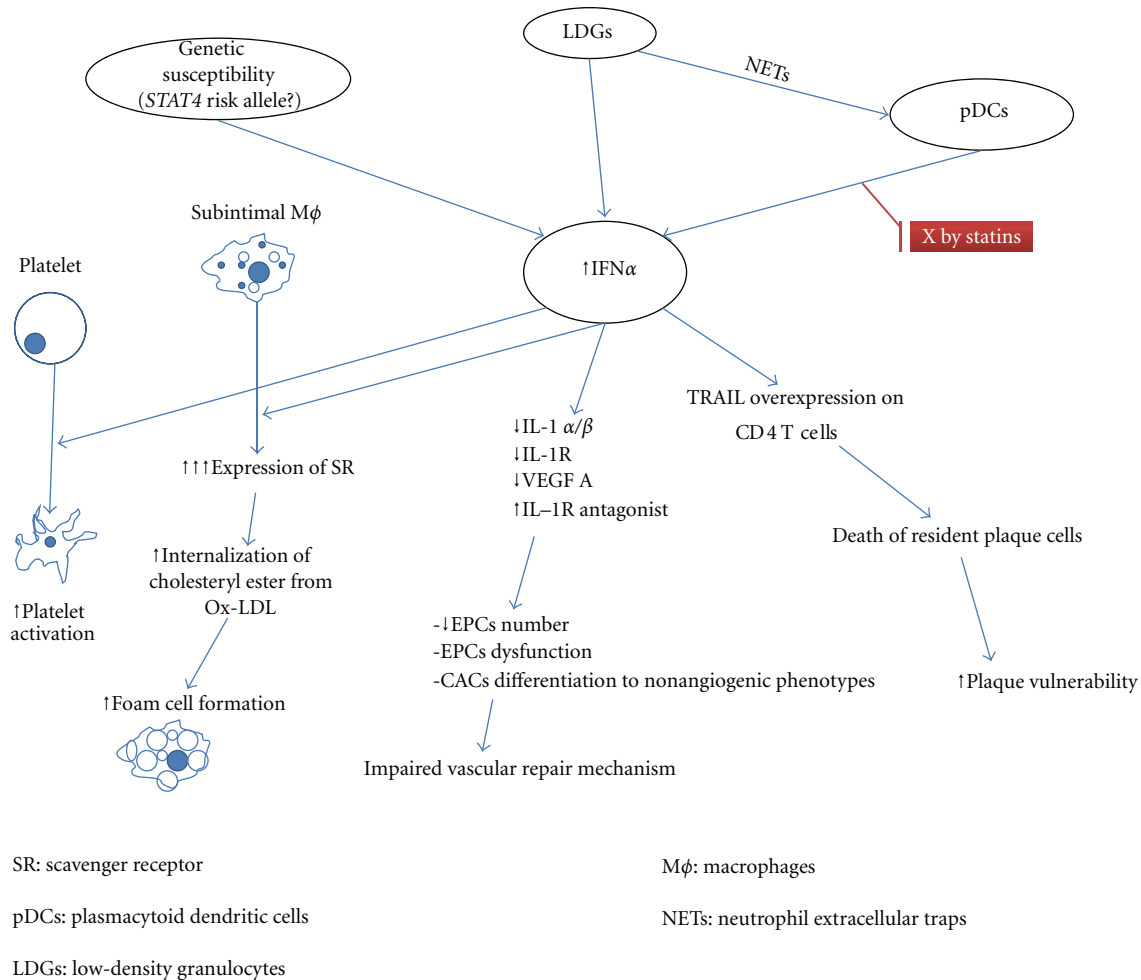 LDGs
Genetic
susceptibility
(STAT4 risk allele?)
NETs
pDCs
Subintimal Mϕ
X by statins
Platelet
↑IFNα
TRAIL overexpression on
CD4 T cells
↓IL-1 α/β
↓IL-1R
↓VEGF A
↑IL–1R antagonist
↑↑↑Expression of SR
Death of resident plaque cells
↑Internalization of
cholesteryl ester from
Ox-LDL
↑Platelet
activation
-↓EPCs number
-EPCs dysfunction
-CACs differentiation to nonangiogenic phenotypes
↑Plaque vulnerability
↑Foam cell formation
Impaired vascular repair mechanism
SR: scavenger receptor
Mϕ: macrophages
pDCs: plasmacytoid dendritic cells
NETs: neutrophil extracellular traps
LDGs: low-density granulocytes